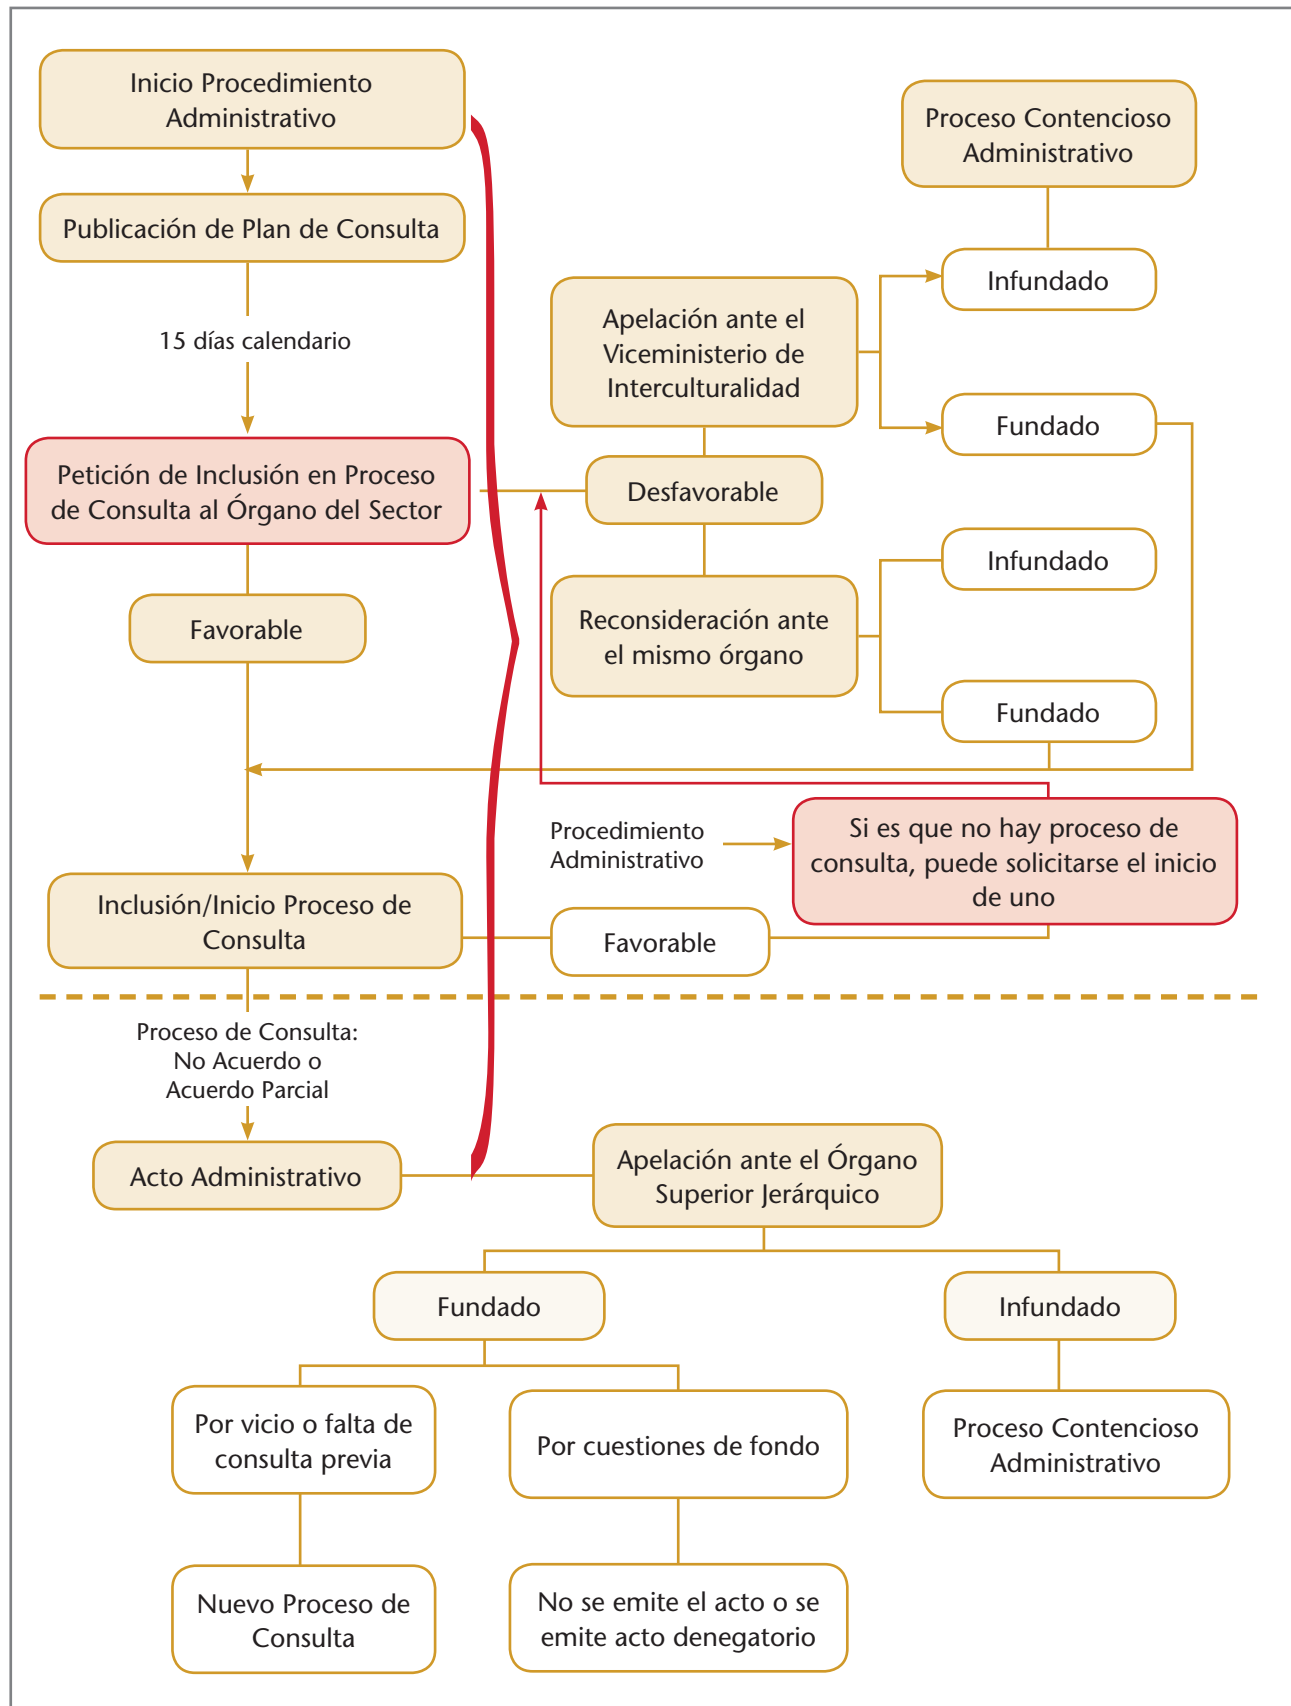 Inicio Procedimiento
Administrativo
Proceso Contencioso
Administrativo
Publicación de Plan de Consulta
Infundado
15 días calendario
Apelación ante el
Viceministerio de
Interculturalidad
Fundado
Petición de Inclusión en Proceso
de Consulta al Órgano del Sector
Desfavorable
Infundado
Favorable
Reconsideración ante
el mismo órgano
Fundado
Procedimiento
Administrativo
Si es que no hay proceso de
consulta, puede solicitarse el inicio
de uno
Inclusión/Inicio Proceso de
Consulta
Favorable
Proceso de Consulta:
No Acuerdo o
Acuerdo Parcial
Acto Administrativo
Apelación ante el Órgano
Superior Jerárquico
Fundado
Infundado
Por vicio o falta de
consulta previa
Por cuestiones de fondo
Proceso Contencioso
Administrativo
Nuevo Proceso de
Consulta
No se emite el acto o se
emite acto denegatorio